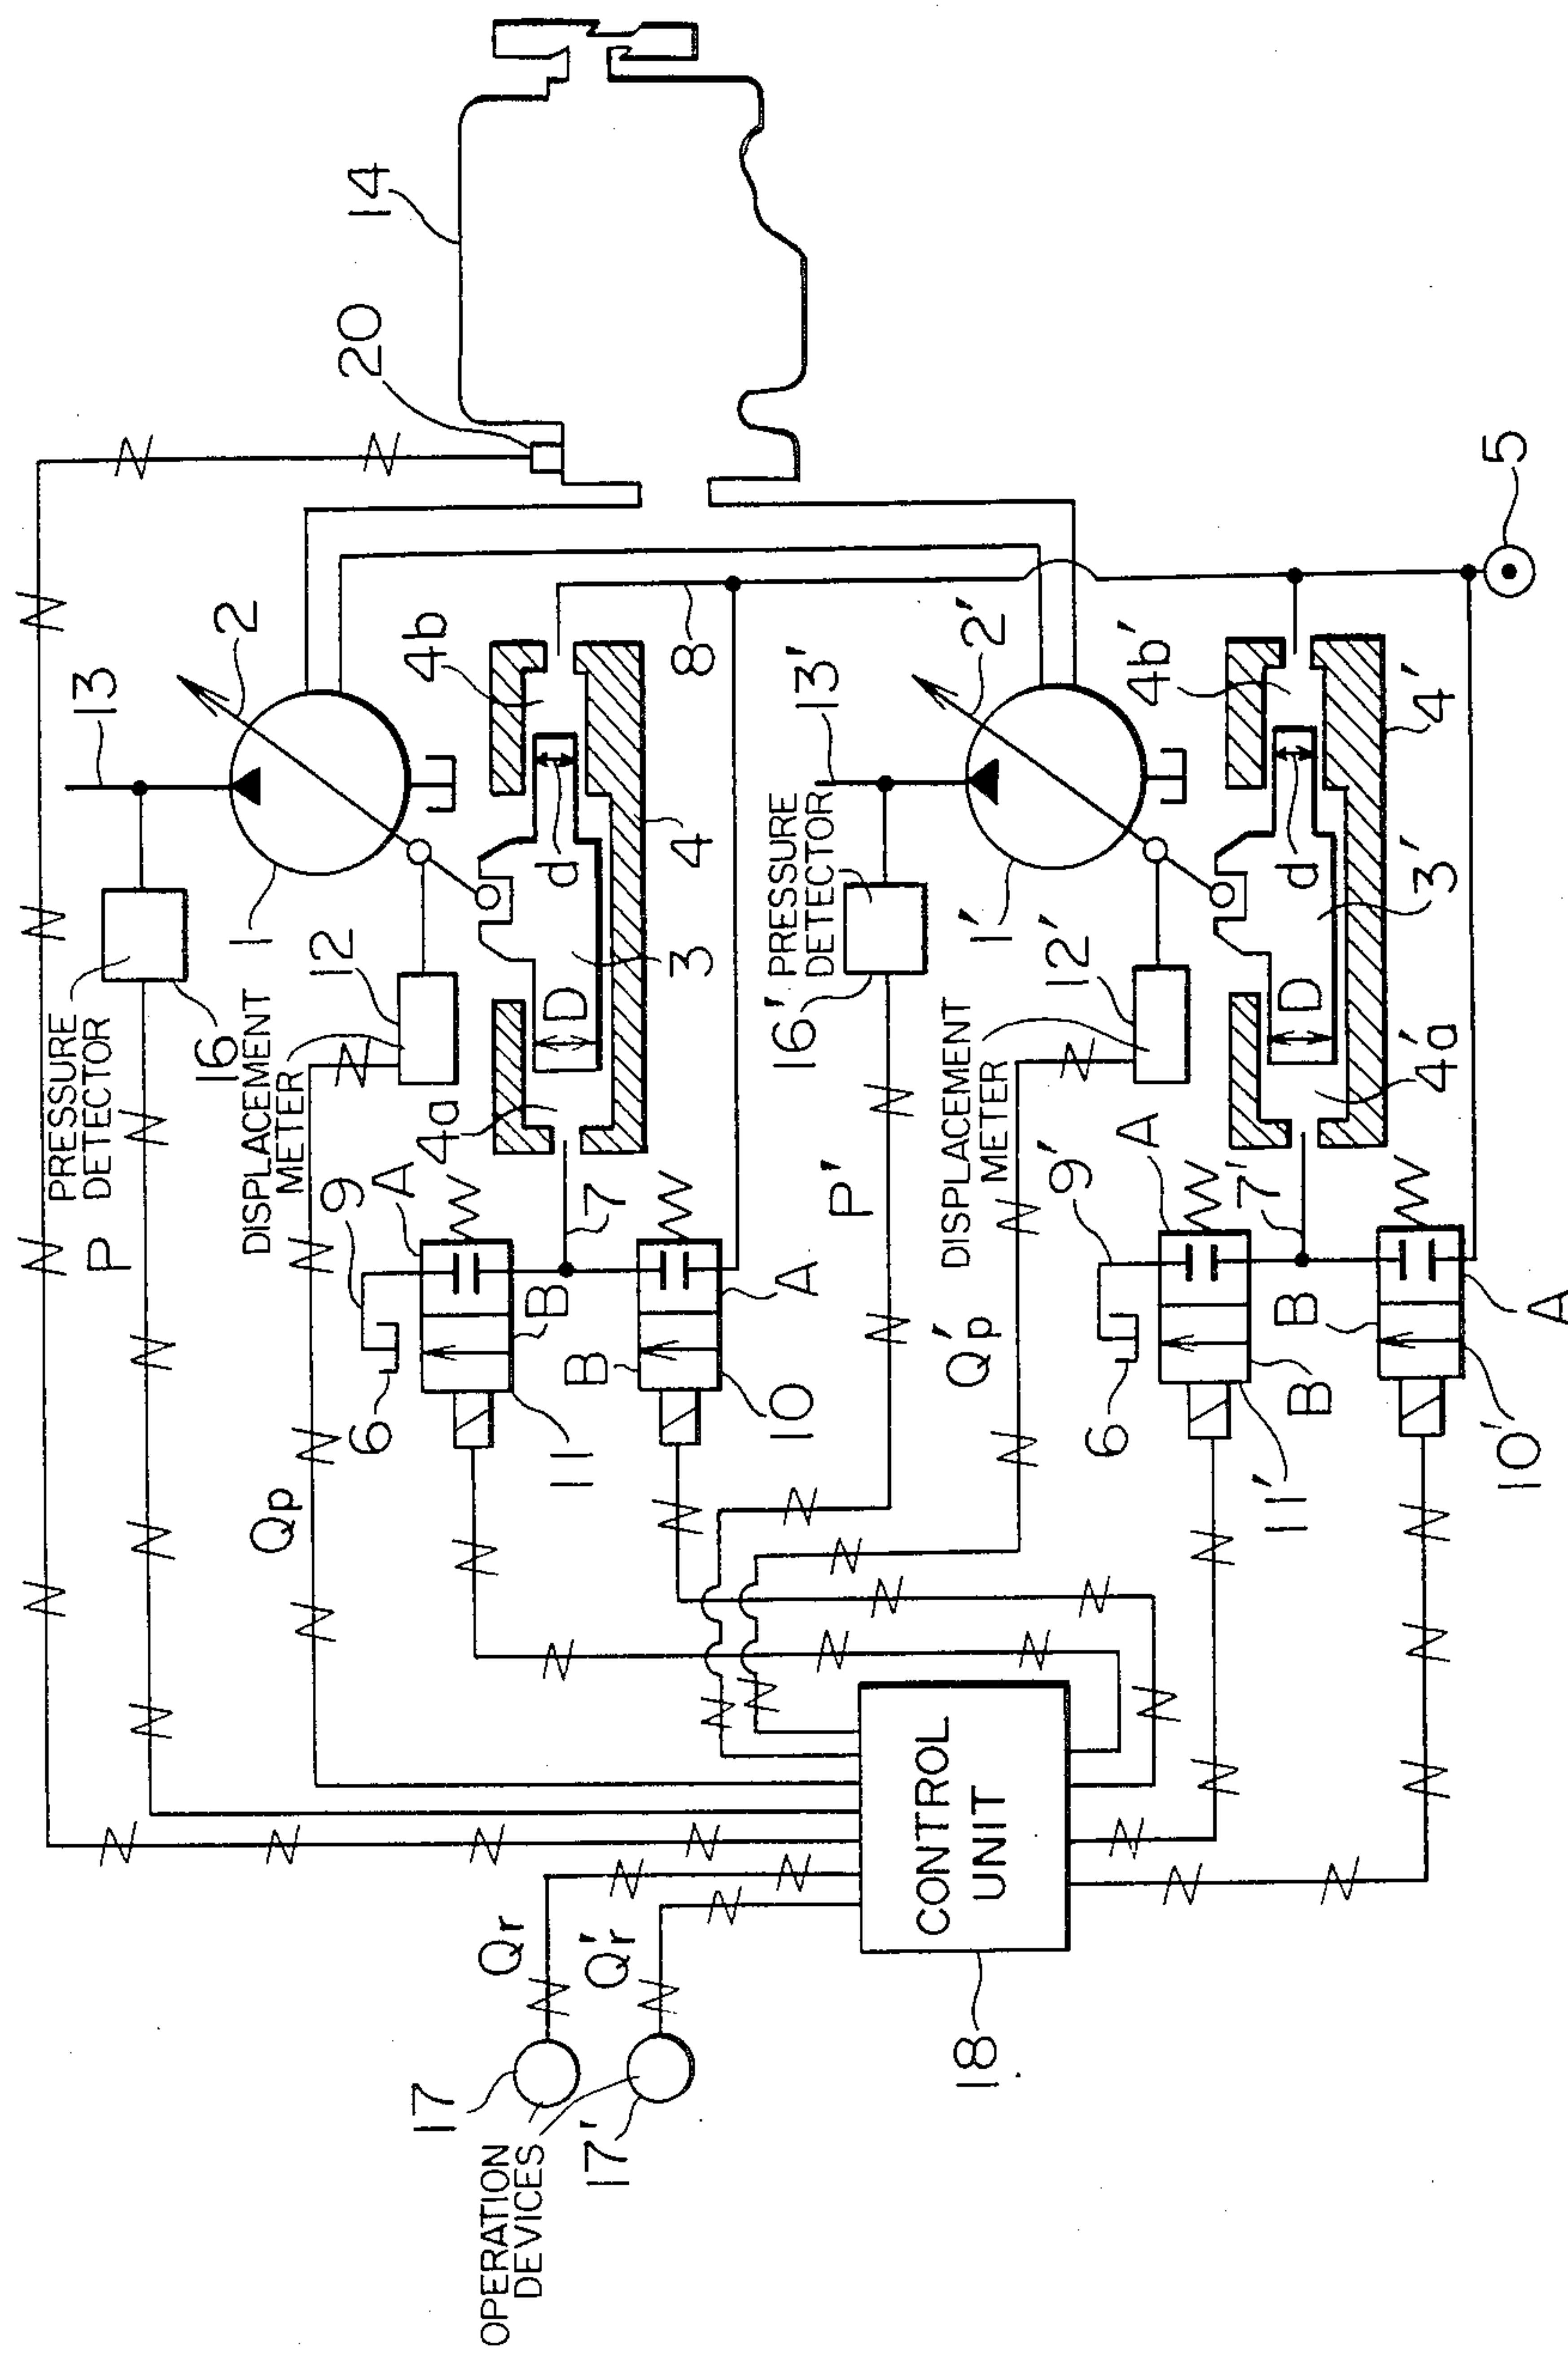 14
20
5
2
13
4b
8
13'
2'
4b'
4'
d
4
1
12
3
PRESSURE
DETECTOR
16
PRESSURE
DETECTOR
16'
1'
12'
d
3'
D
D
4a
4'a
DISPLACEMENT
METER
DISPLACEMENT
METER
P
9
A
7
P'
9'
A
7'
B
A
B
A
6
B
10
Q'p
6
B
10'
11
11'
Qp
CONTROL
UNIT
18
Qr
Q'r
17
17'
OPERATION
DEVICES